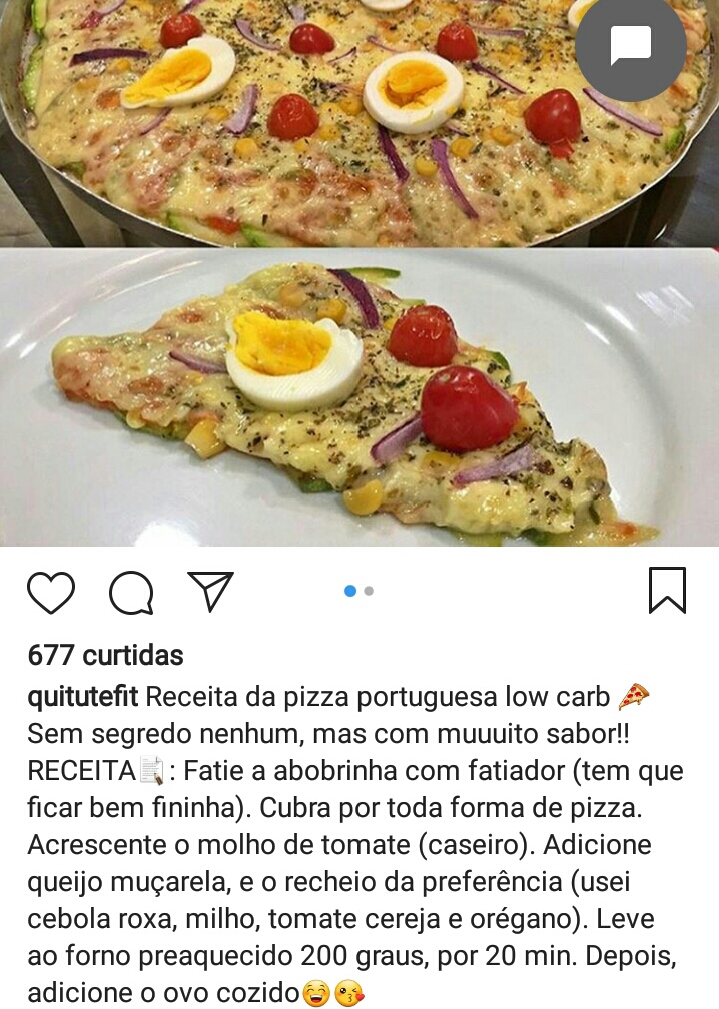 677 curtidas
quitutefit Receita da pizza portuguesa low carb 🍕
Sem segredo nenhum, mas com muuuito sabor!!
RECEITA📝: Fatie a abobrinha com fatiador (tem que
ficar bem fininha). Cubra por toda forma de pizza.
Acrescente o molho de tomate (caseiro). Adicione
queijo muçarela, e o recheio da preferência (usei
cebola roxa, milho, tomate cereja e orégano). Leve
ao forno preaquecido 200 graus, por 20 min. Depois,
adicione o ovo cozido😁😘